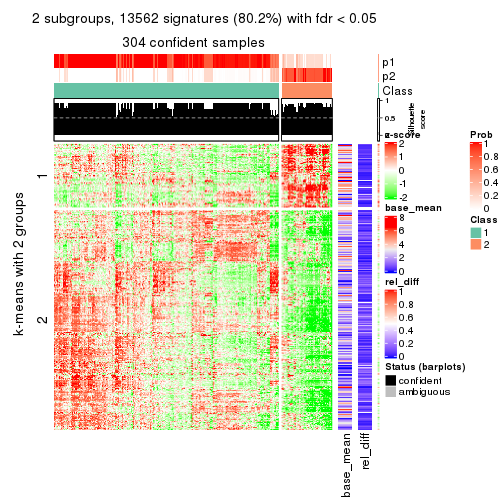 2 subgroups, 13562 signatures (80.2%) with fdr < 0.05
304 confident samples
p1
p2
Class
1
0.5
0
Silhouette
score
k-means with 2 groups
1
2
base_mean
rel_diff
z-score
2
1
0
-1
-2
base_mean
8
6
4
2
0
rel_diff
1
0.8
0.6
0.4
0.2
0
Status (barplots)
confident
ambiguous
Prob
1
0.8
0.6
0.4
0.2
0
Class
1
2